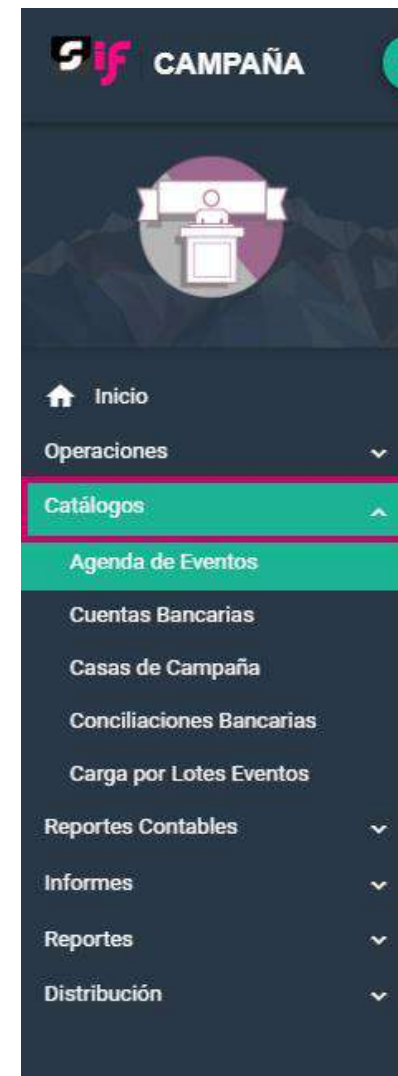 Sif CAMPAÑA
Inicio
Operaciones
Catálogos
Agenda de Eventos
Cuentas Bancarias
Casas de Campaña
Conciliaciones Bancarias
Carga por Lotes Eventos
Reportes Contables
Informes
Reportes
Distribución